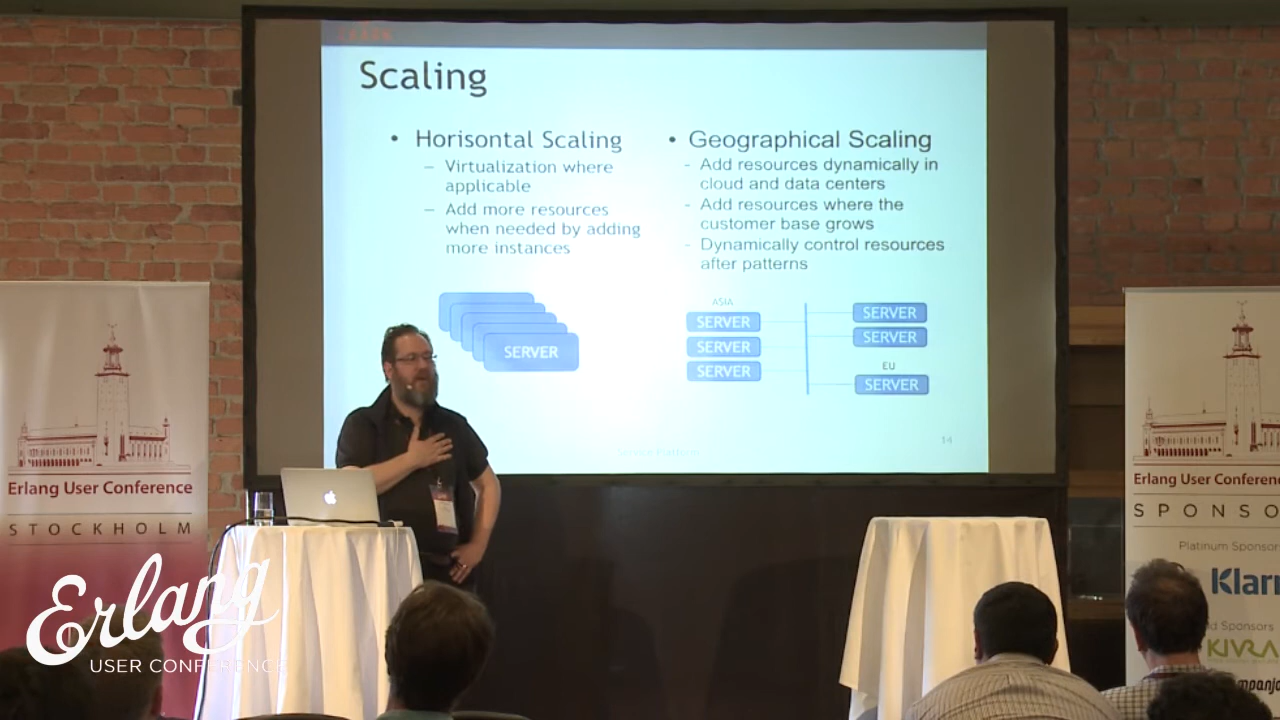 Scaling
• Horisontal Scaling
– Virtualization where
applicable
– Add more resources
when needed by adding
more instances
SERVER
• Geographical Scaling
- Add resources dynamically in
cloud and data centers
- Add resources where the
customer base grows
- Dynamically control resources
after patterns
ASIA
SERVER
SERVER
SERVER
SERVER
SERVER
EU
SERVER
14
Erlang User Conference
STOCKHOLM
Erlang
USER CONFERENCE
Erlang User Conference
SPONSO
Platinum Sponsor
Klar
d Sponsors
KIVRA
mpanj